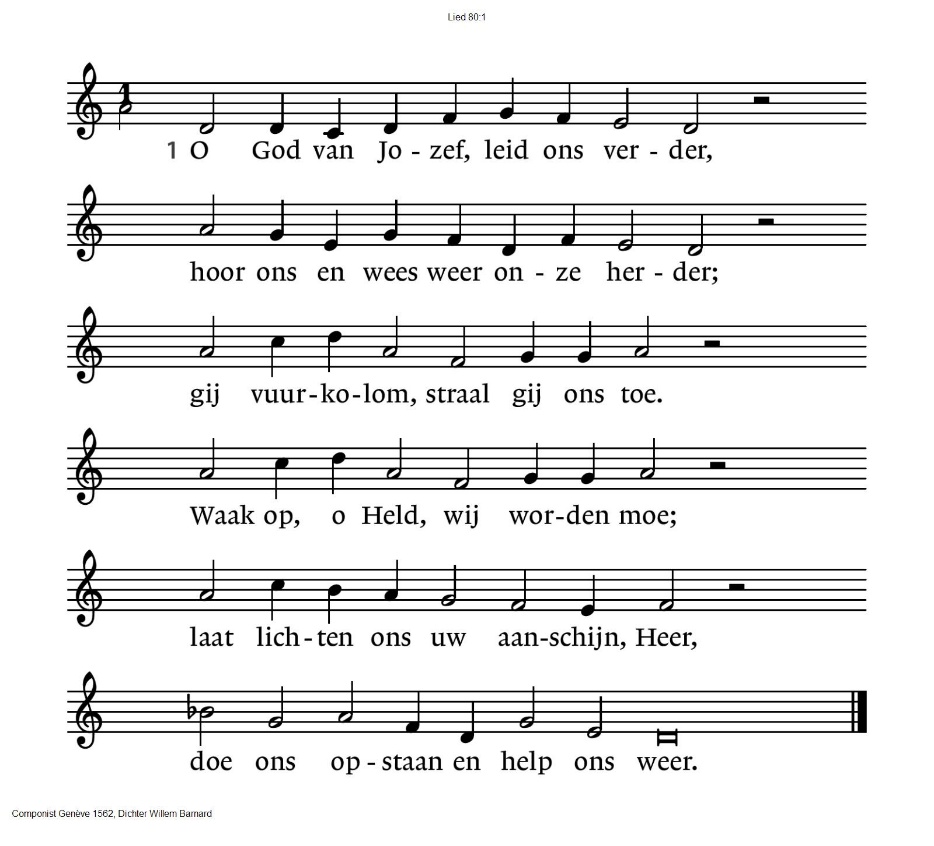 Lied 80:1
1 O God van Jo - zef, leid ons ver - der,
hoor ons en wees weer on - ze her - der;
gij vuur-ko-lom, straal gij ons toe.
Waak op, o Held, wij wor-den moe;
laat lich-ten ons uw aan-schijn, Heer,
doe ons op-staan en help ons weer.
Componist Genève 1562, Dichter Willem Barnard